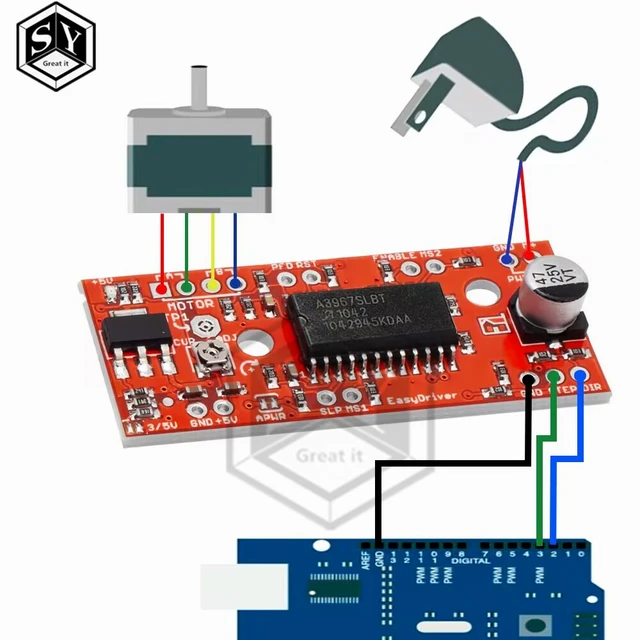 SY
Great it
GND
+5V
A
B
PFD RST
ENABLE MS2
MOTOR
A3967SLBT
1042
1042945KDAA
47
25V
VT
CUR
ADJ
GND STEP DIR
3/5V
GND +5V
APWR
SLP MS1
EasyDriver
Great it
AREF
GND
13
12
11
10
9
8
7
6
5
4
3
2
1
0
PWM
PWM
PWM
DIGITAL
PWM
PWM
PWM